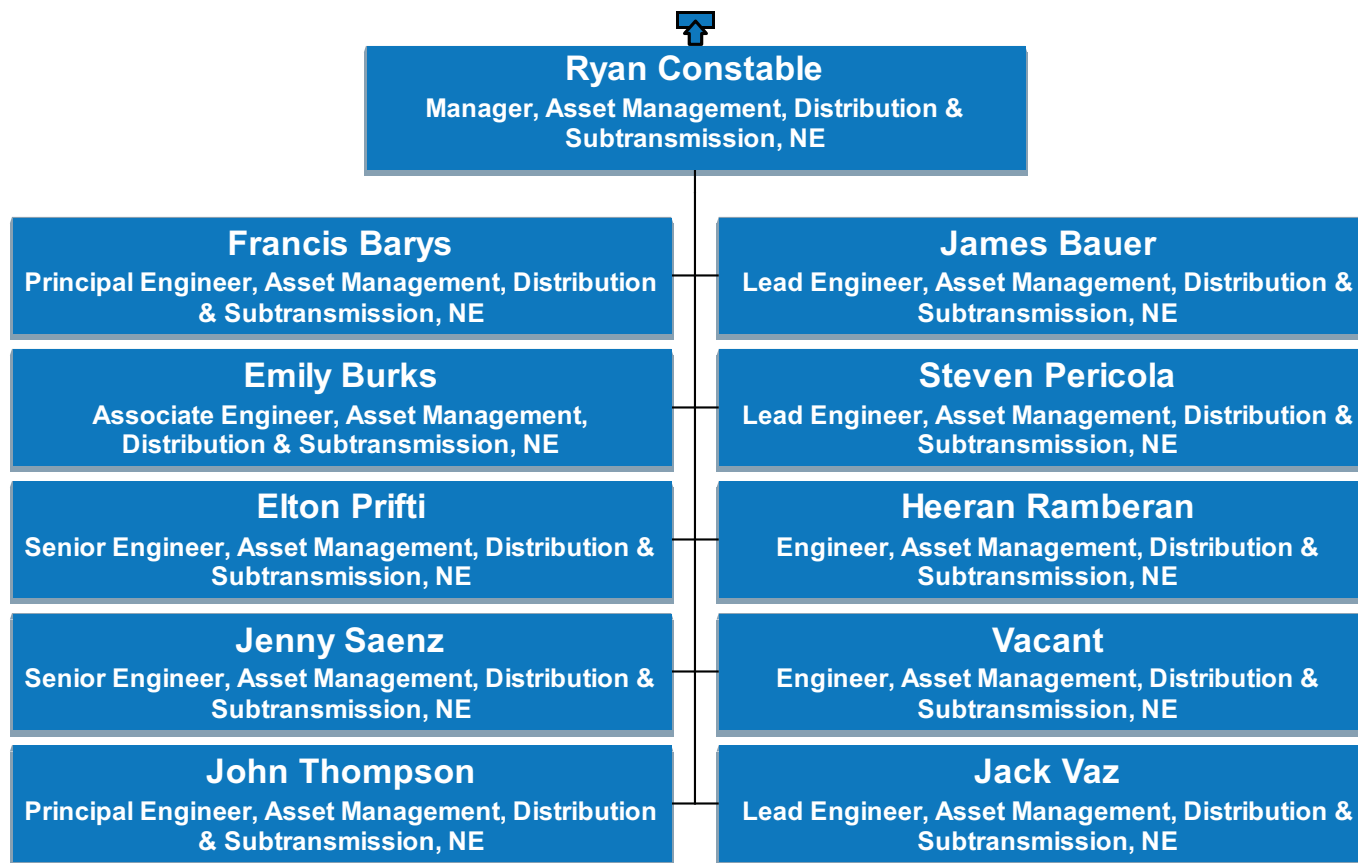 Ryan Constable
Manager, Asset Management, Distribution &
Subtransmission, NE
Francis Barys
Principal Engineer, Asset Management, Distribution
& Subtransmission, NE
James Bauer
Lead Engineer, Asset Management, Distribution &
Subtransmission, NE
Emily Burks
Associate Engineer, Asset Management,
Distribution & Subtransmission, NE
Steven Pericola
Lead Engineer, Asset Management, Distribution &
Subtransmission, NE
Elton Prifti
Senior Engineer, Asset Management, Distribution &
Subtransmission, NE
Heeran Ramberan
Engineer, Asset Management, Distribution &
Subtransmission, NE
Jenny Saenz
Senior Engineer, Asset Management, Distribution &
Subtransmission, NE
Vacant
Engineer, Asset Management, Distribution &
Subtransmission, NE
John Thompson
Principal Engineer, Asset Management, Distribution
& Subtransmission, NE
Jack Vaz
Lead Engineer, Asset Management, Distribution &
Subtransmission, NE